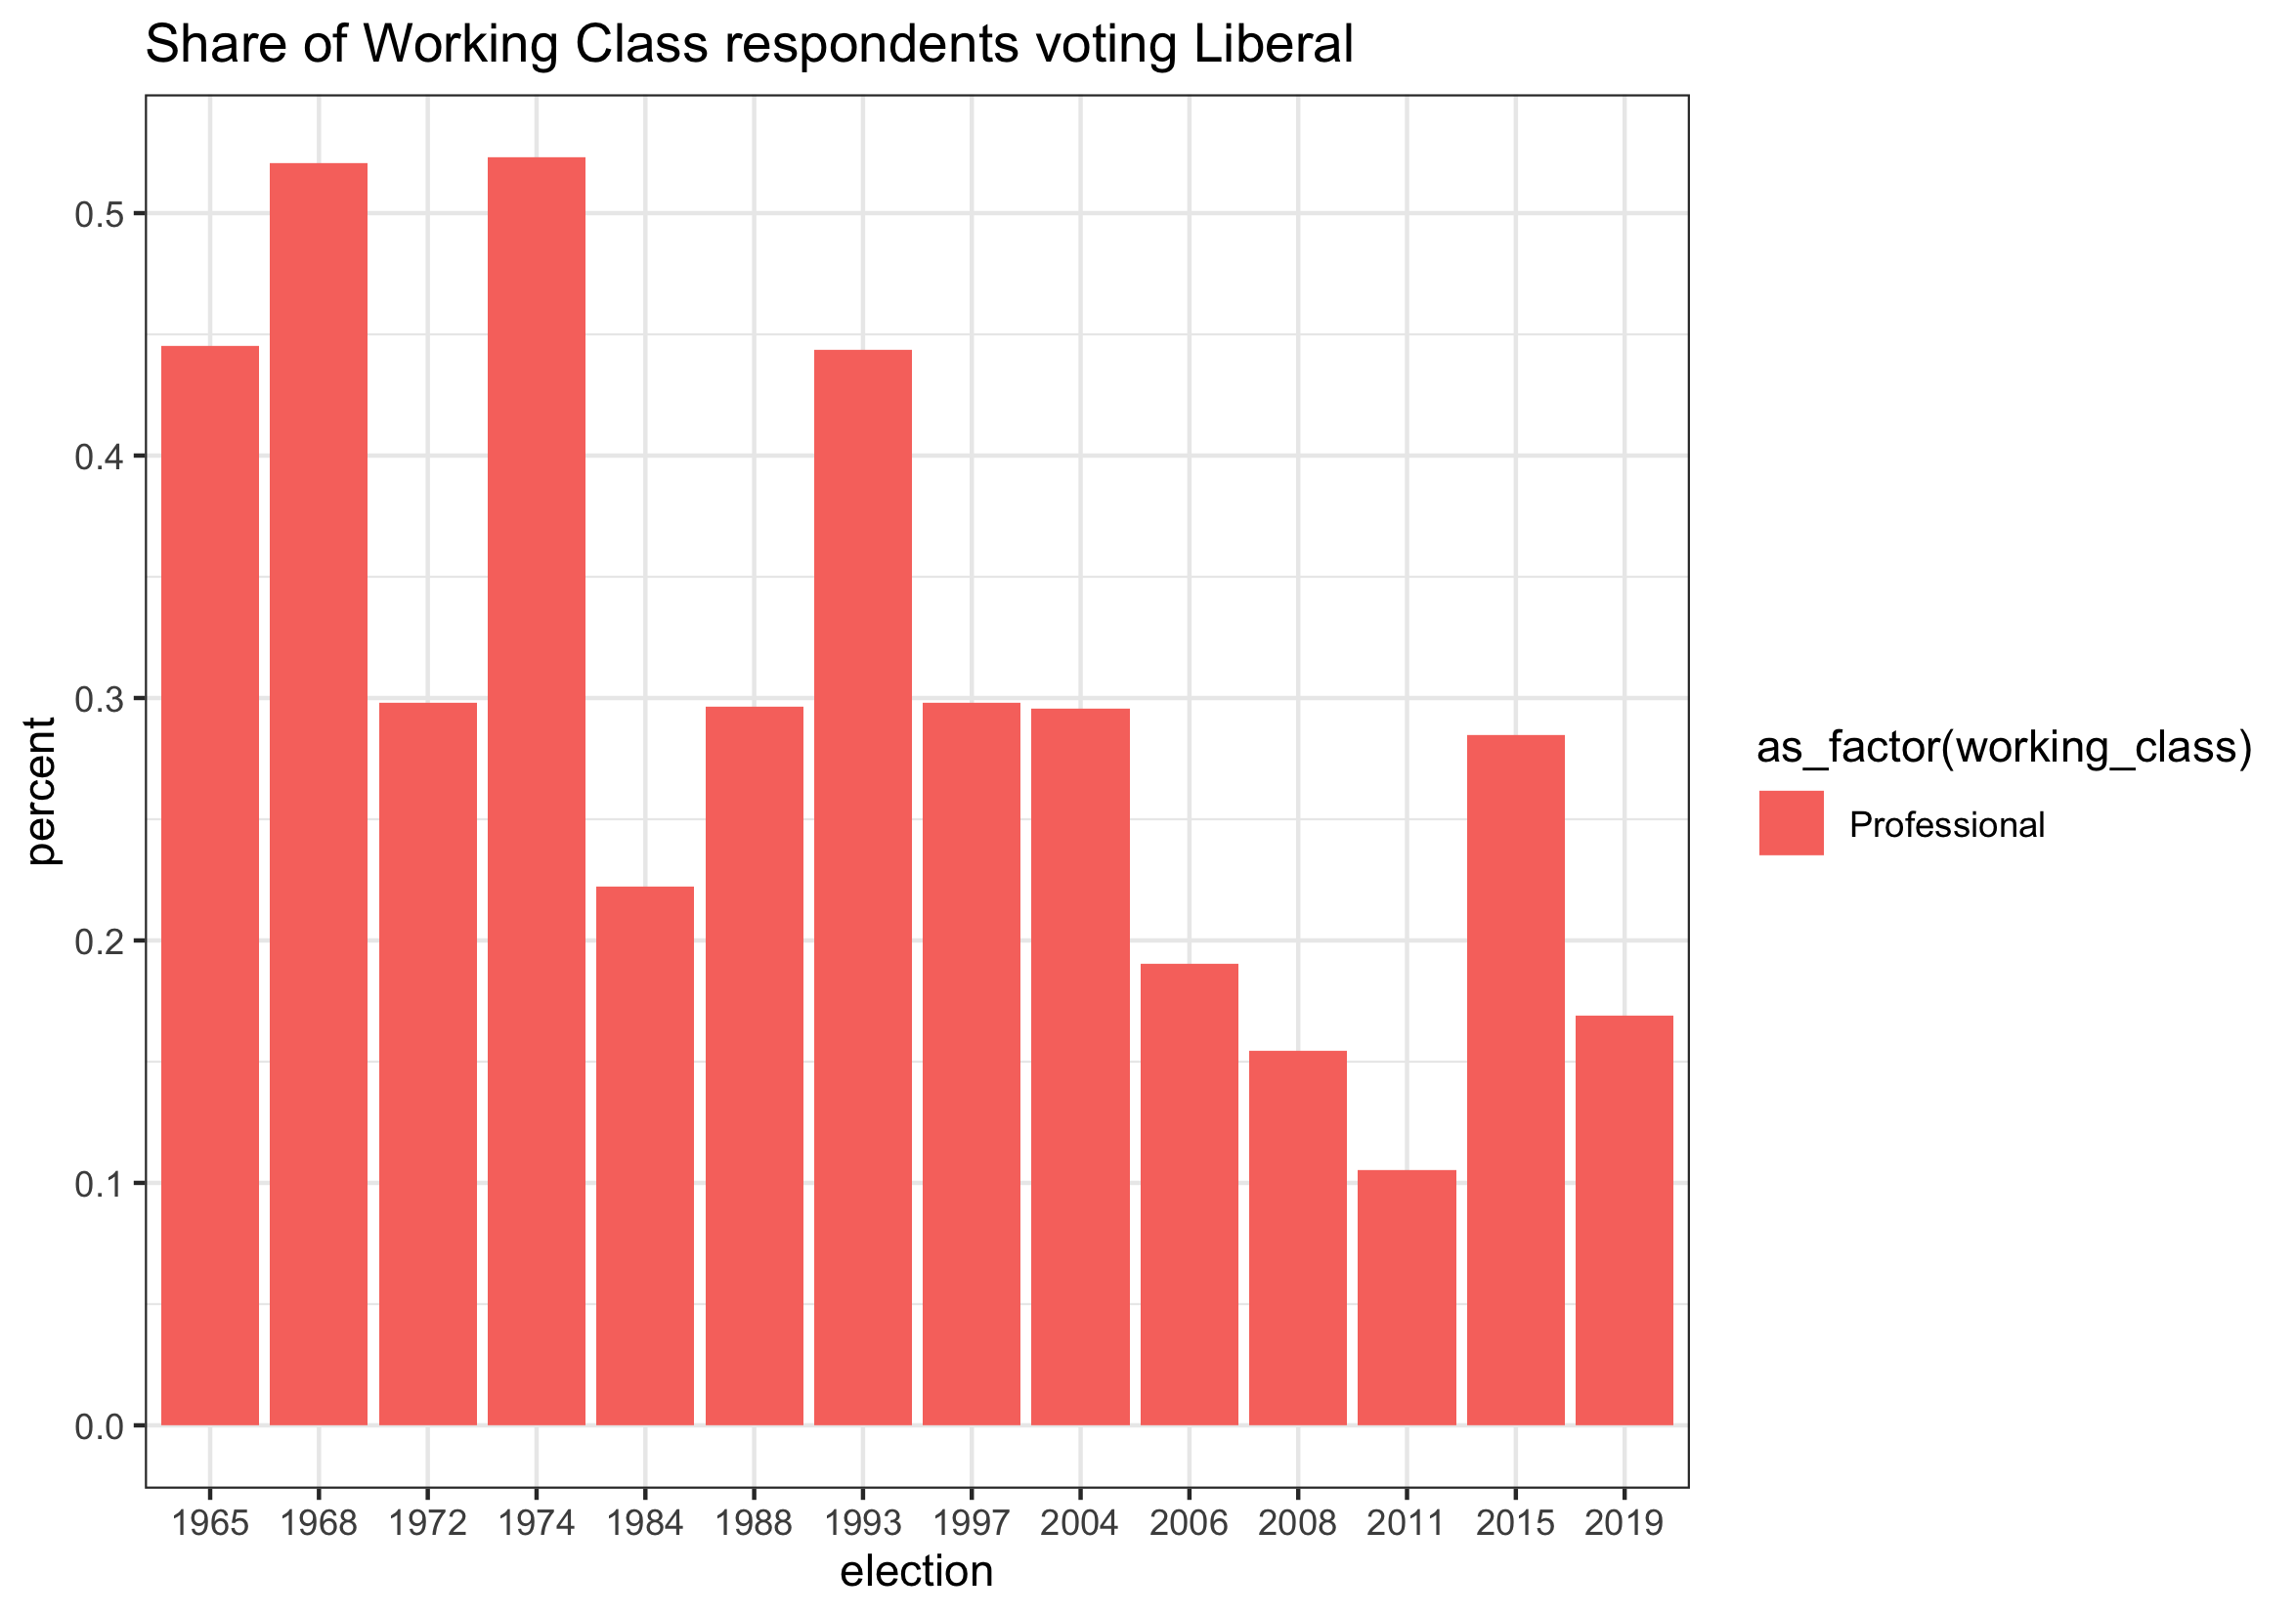 Share of Working Class respondents voting Liberal
0.5
0.4
0.3
0.2
0.1
0.0
percent
1965 1968 1972 1974 1984 1988 1993 1997 2004 2006 2008 2011 2015 2019
election
as_factor(working_class)
Professional